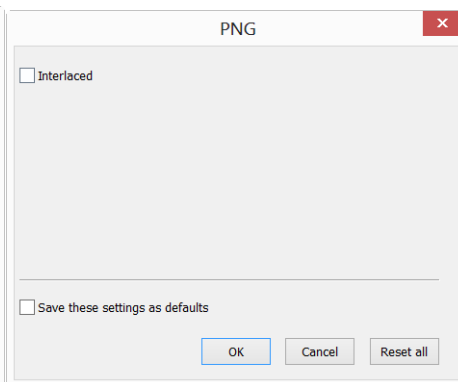 PNG
Interlaced
Save these settings as defaults
OK Cancel Reset all